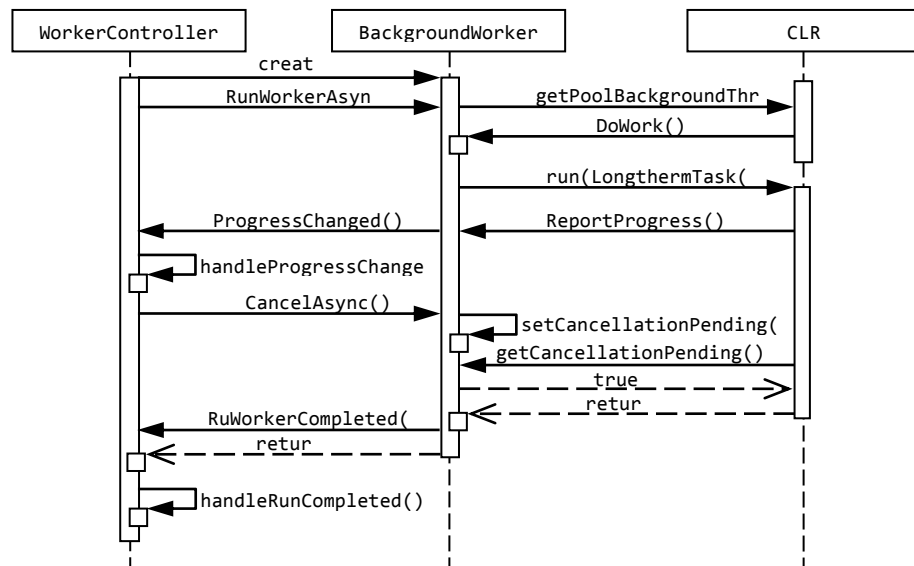 WorkerController
BackgroundWorker
CLR
creat
RunWorkerAsyn
getPoolBackgroundThr
DoWork()
run(LongthermTask(
ProgressChanged()
ReportProgress()
handleProgressChange
CancelAsync()
setCancellationPending(
getCancellationPending()
true
retur
RuWorkerCompleted(
retur
handleRunCompleted()